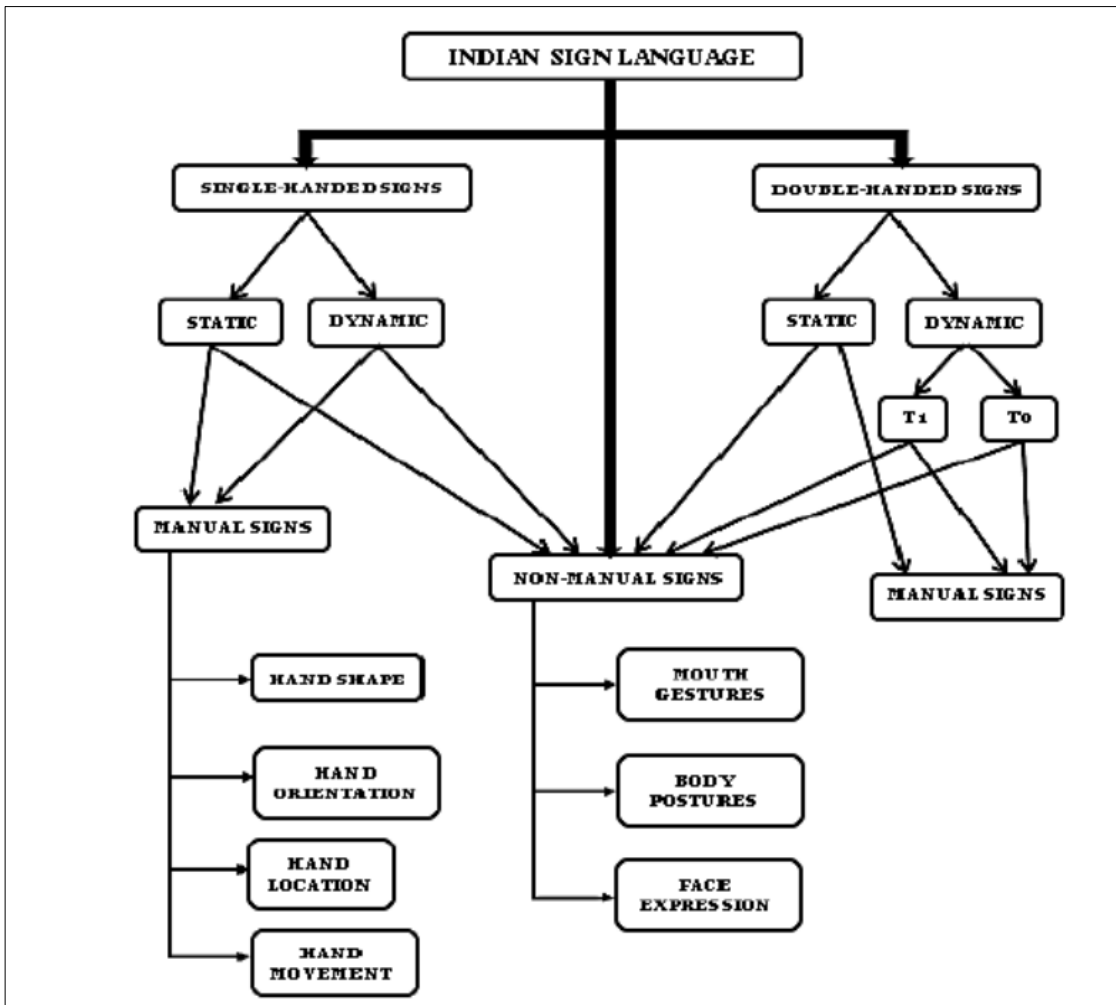 INDIAN SIGN LANGUAGE
SINGLE-HANDED SIGNS
DOUBLE-HANDED SIGNS
STATIC
DYNAMIC
STATIC
DYNAMIC
T1
T0
MANUAL SIGNS
NON-MANUAL SIGNS
MANUAL SIGNS
HAND SHAPE
HAND
ORIENTATION
HAND
LOCATION
HAND
MOVEMENT
MOUTH
GESTURES
BODY
POSTURES
FACE
EXPRESSION